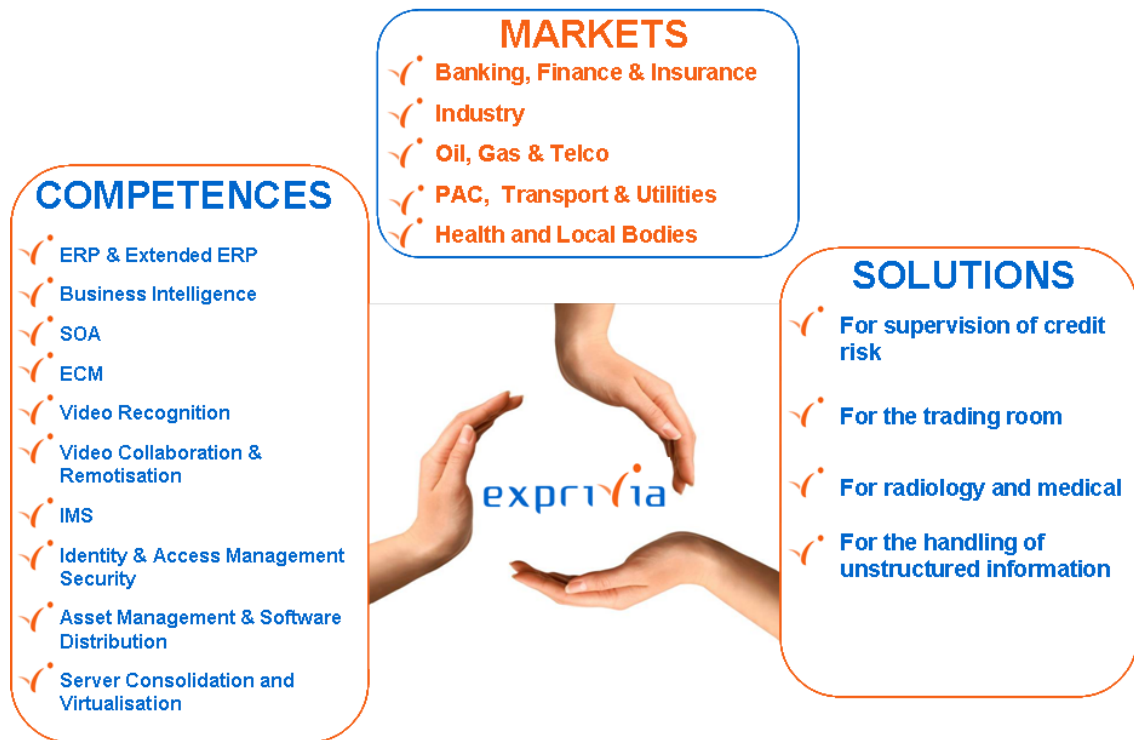 MARKETS
Banking, Finance & Insurance
Industry
Oil, Gas & Telco
PAC, Transport & Utilities
Health and Local Bodies
COMPETENCES
ERP & Extended ERP
Business Intelligence
SOA
ECM
Video Recognition
Video Collaboration &
Remotisation
IMS
Identity & Access Management
Security
Asset Management & Software
Distribution
Server Consolidation and
Virtualisation
exprivia
SOLUTIONS
For supervision of credit
risk
For the trading room
For radiology and medical
For the handling of
unstructured information